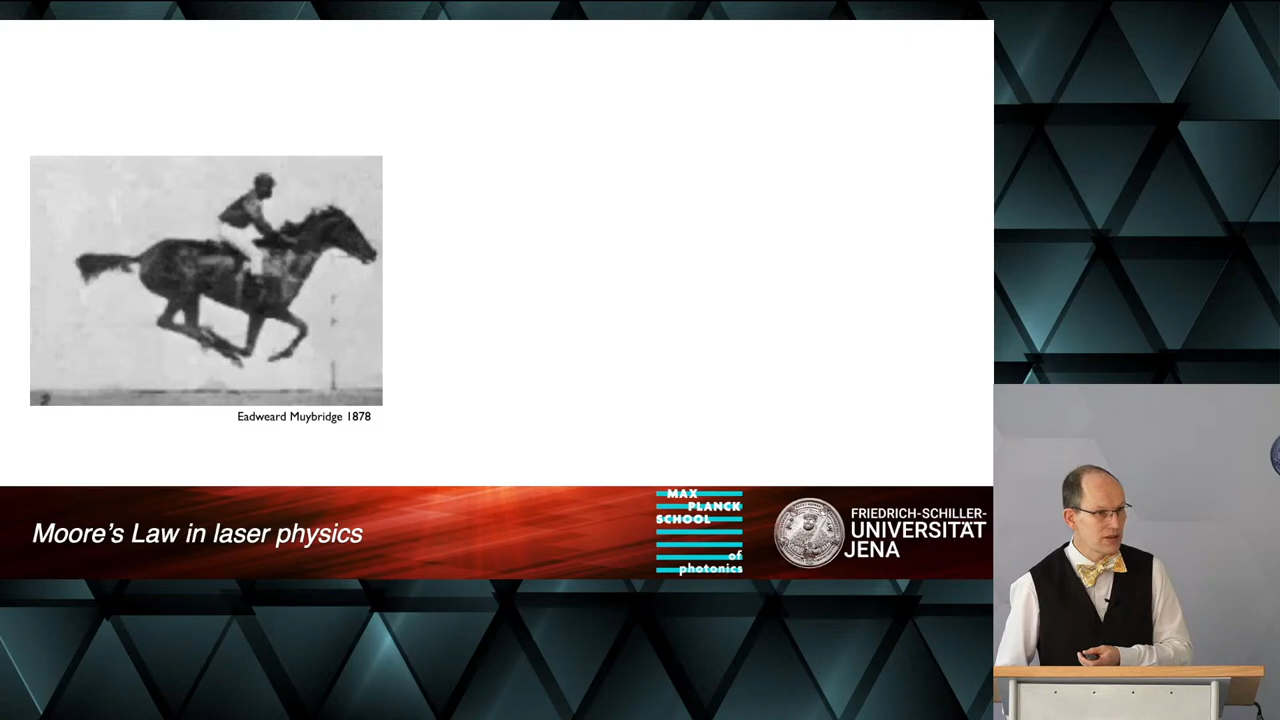 Eadweard Muybridge 1878
Moore's Law in laser physics
MAX
PLANCK
SCHOOL
of
photonics
FRIEDRICH-SCHILLER-
UNIVERSITÄT
JENA